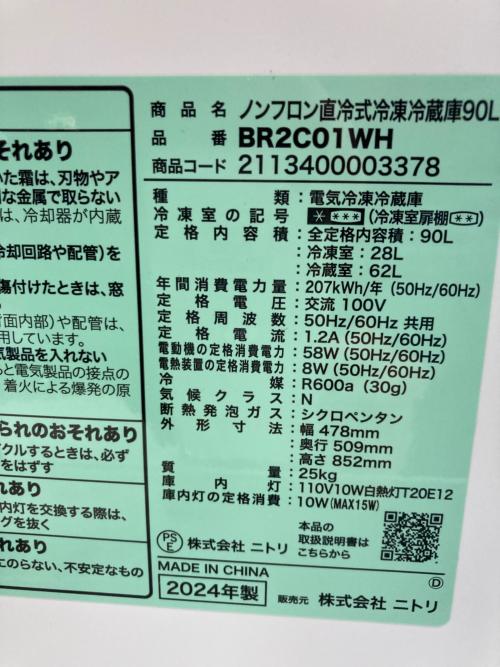 それあり
いた霜は、刃物やア
な金属で取らない
は、冷却器が内蔵
冷却回路や配管)を
傷付けたときは、窓
背面内部)や配管は、
用しています。
気製品を入れない
と電気製品の接点の
着火による爆発の原
られのおそれあり
クルするときは、必ず
をはずす
れあり
内灯を交換する際は、
グを抜く
れあり
このらない、不安定なもの
商品名 ノンフロン直冷式冷凍冷蔵庫90L
品番 BR2C01WH
商品コード 2113400003378
種類：電気冷凍冷蔵庫
冷凍室の記号：* *** (冷凍室扉棚**)
定格内容積：全定格内容積：90L
：冷凍室：28L
：冷蔵室：62L
年間消費電力量：207kWh/年 (50Hz/60Hz)
定格電圧：交流 100V
定格周波数：50Hz/60Hz 共用
定格電流：1.2A (50Hz/60Hz)
電動機の定格消費電力：58W (50Hz/60Hz)
電熱装置の定格消費電力：8W (50Hz/60Hz)
冷媒：R600a (30g)
気候クラス：N
断熱発泡ガス：シクロペンタン
外形寸法：幅 478mm
：奥行 509mm
：高さ 852mm
質量：25kg
庫内灯：110V10W白熱灯丁20E12
庫内灯の定格消費：10W(MAX15W)
PSE 株式会社 ニトリ
本品の
取扱説明書は
こちらから
MADE IN CHINA
D
2024年製 販売元 株式会社 ニトリ